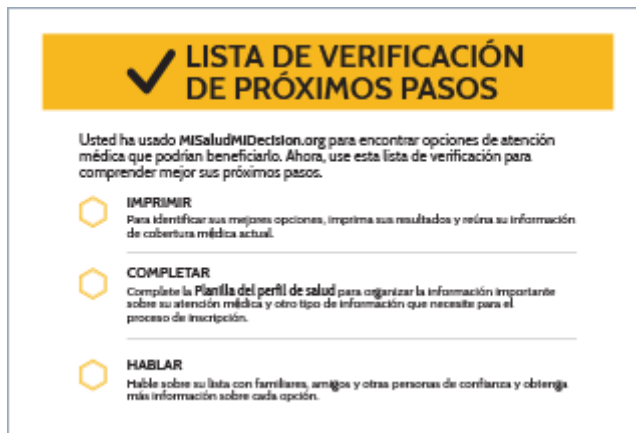 LISTA DE VERIFICACIÓN
DE PRÓXIMOS PASOS
Usted ha usado MISaludMIDecision.org para encontrar opciones de atención
médica que podrían beneficiarlo. Ahora, use esta lista de verificación para
comprender mejor sus próximos pasos.
IMPRIMIR
Para identificar sus mejores opciones, imprima sus resultados y reúna su información
de cobertura médica actual.
COMPLETAR
Complete la Planilla del perfil de salud para organizar la información importante
sobre su atención médica y otro tipo de información que necesite para el
proceso de inscripción.
HABLAR
Hable sobre su lista con familiares, amigos y otras personas de confianza y obtenga
más información sobre cada opción.